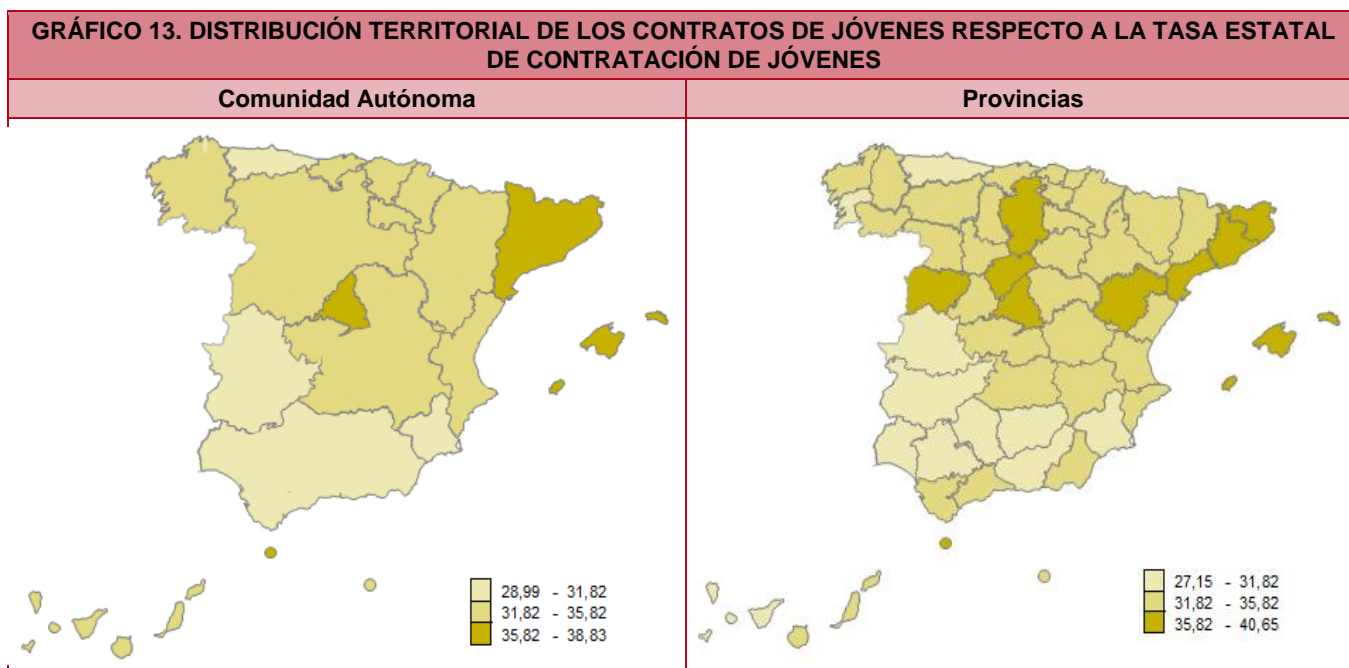 GRÁFICO 13. DISTRIBUCIÓN TERRITORIAL DE LOS CONTRATOS DE JÓVENES RESPECTO A LA TASA ESTATAL
DE CONTRATACIÓN DE JÓVENES
Comunidad Autónoma
Provincias
28,99 - 31,82
31,82 - 35,82
35,82 - 38,83
27,15 - 31,82
31,82 - 35,82
35,82 - 40,65